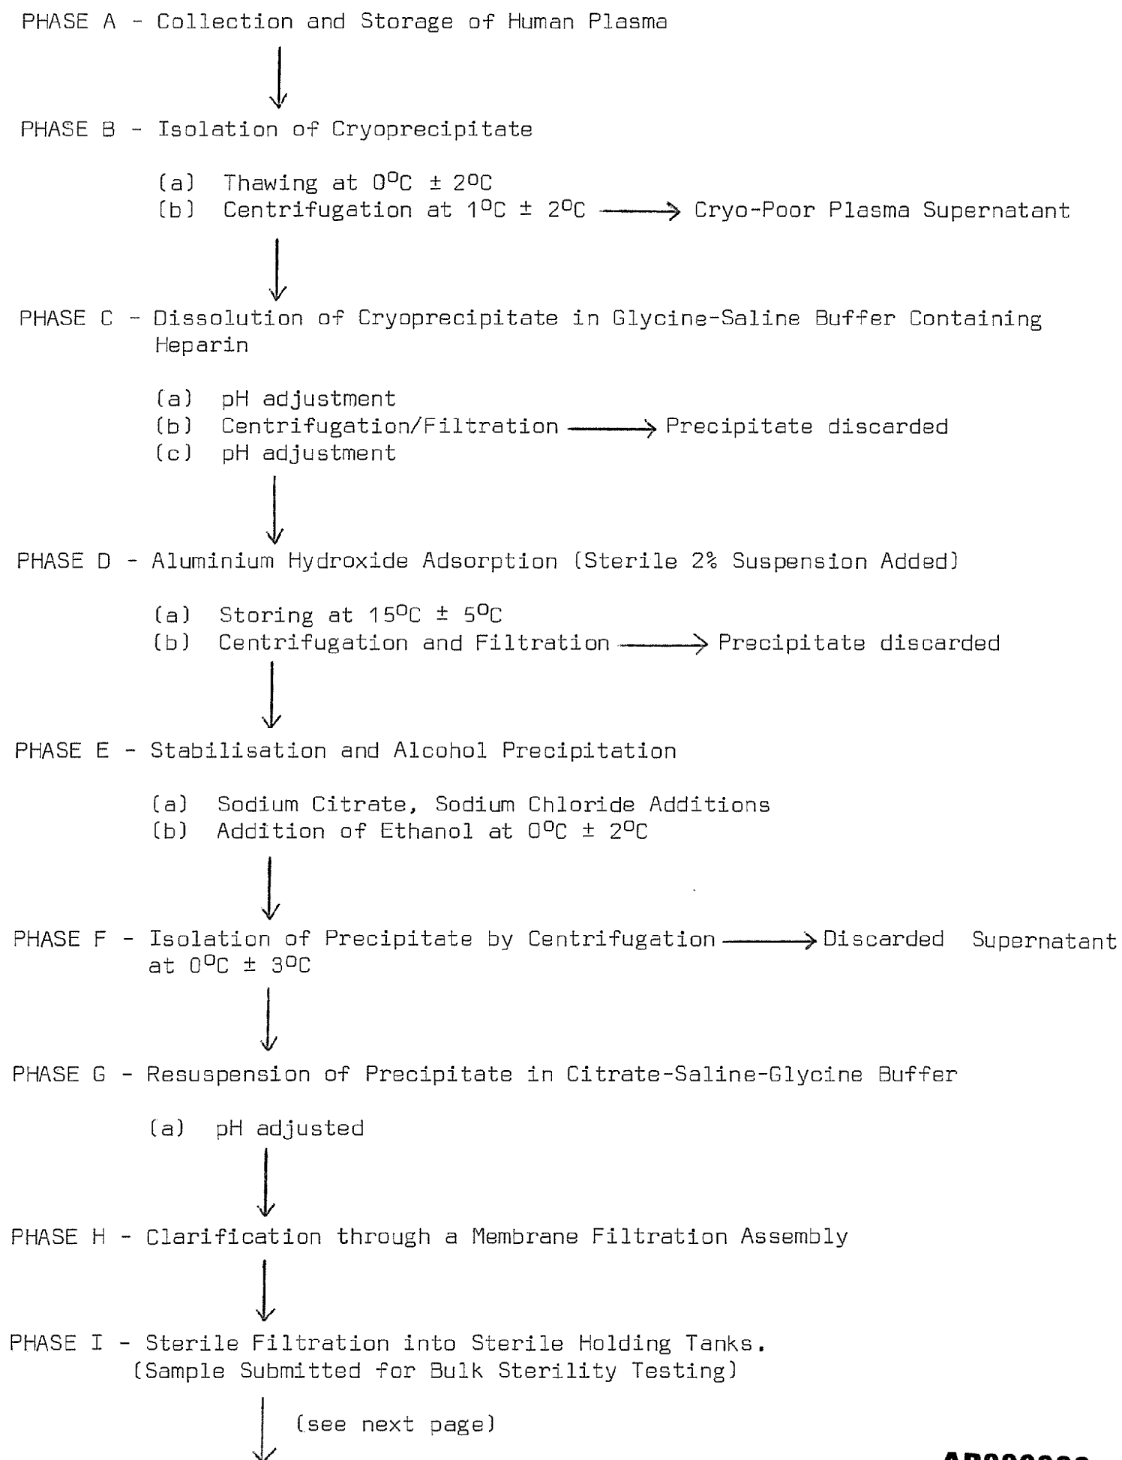 PHASE A - Collection and Storage of Human Plasma
PHASE B - Isolation of Cryoprecipitate
(a) Thawing at 0°C ± 2°C
(b) Centrifugation at 1°C ± 2°C → Cryo-Poor Plasma Supernatant
PHASE C - Dissolution of Cryoprecipitate in Glycine-Saline Buffer Containing
Heparin
(a) pH adjustment
(b) Centrifugation/Filtration → Precipitate discarded
(c) pH adjustment
PHASE D - Aluminium Hydroxide Adsorption (Sterile 2% Suspension Added)
(a) Storing at 15°C ± 5°C
(b) Centrifugation and Filtration → Precipitate discarded
PHASE E - Stabilisation and Alcohol Precipitation
(a) Sodium Citrate, Sodium Chloride Additions
(b) Addition of Ethanol at 0°C ± 2°C
PHASE F - Isolation of Precipitate by Centrifugation → Discarded Supernatant
at 0°C ± 3°C
PHASE G - Resuspension of Precipitate in Citrate-Saline-Glycine Buffer
(a) pH adjusted
PHASE H - Clarification through a Membrane Filtration Assembly
PHASE I - Sterile Filtration into Sterile Holding Tanks.
(Sample Submitted for Bulk Sterility Testing)
(see next page)